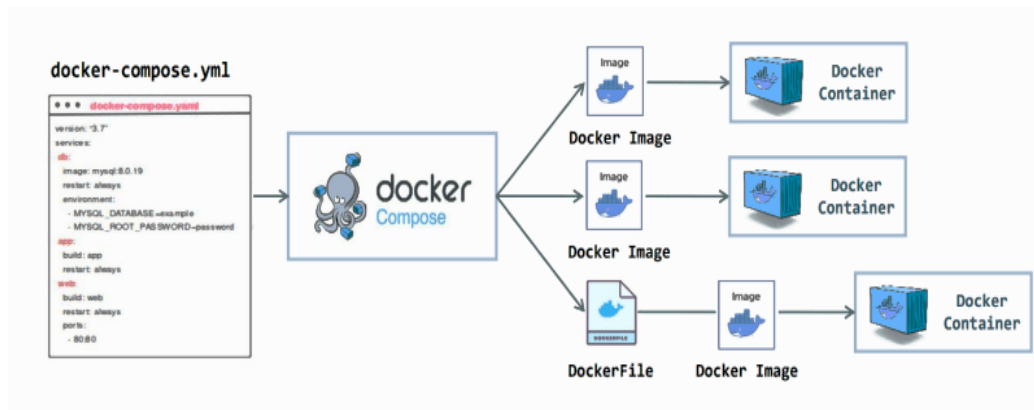 docker-compose.yml
docker-compose.yaml
version: "3.7"
services:
db:
image: mysql:8.0.19
restart: always
environment:
- MYSQL_DATABASE=example
- MYSQL_ROOT_PASSWORD=password
app:
build: app
restart: always
web:
build: web
restart: always
ports:
- 80:80
docker
Compose
Image
Docker Image
Docker
Container
Image
Docker Image
Docker
Container
DOCKERFILE
DockerFile
Image
Docker Image
Docker
Container